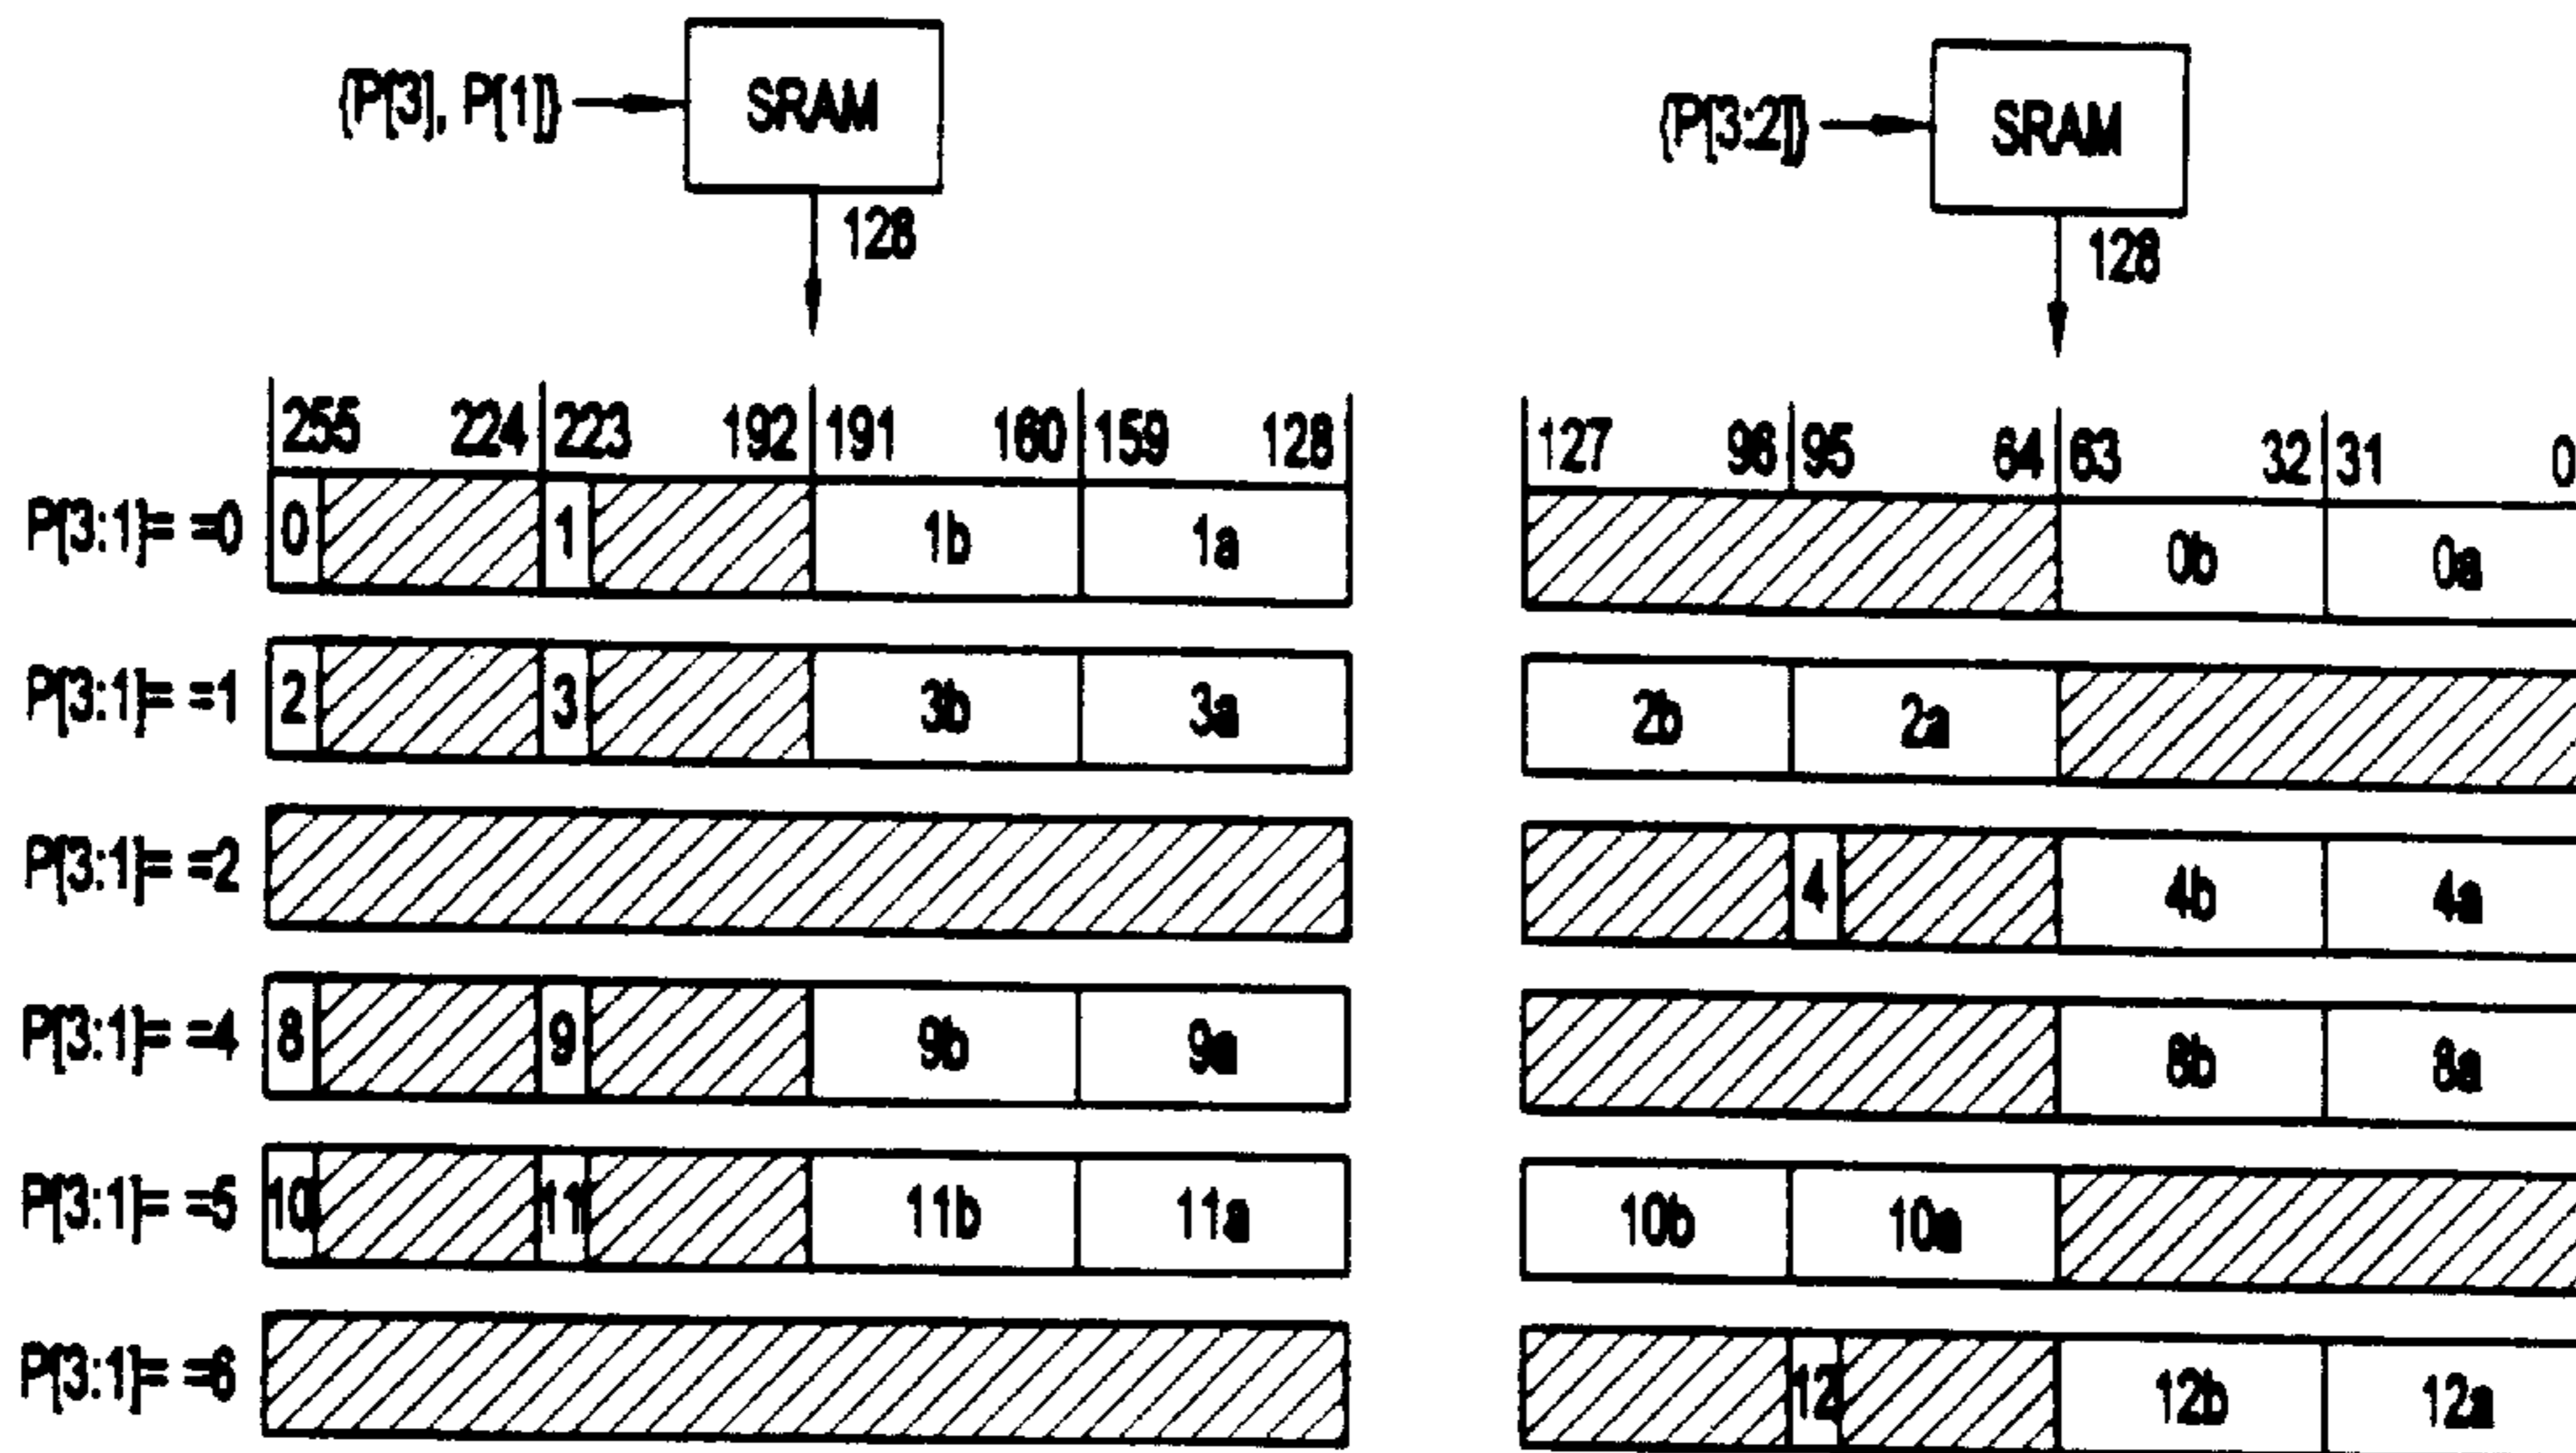 {P[3], P[1]} SRAM
128
{P[3:2]} SRAM
128
255 224 223 192 191 160 159 128 127 96 95 64 63 32 31 0
P[3:1]= =0 0 1 1b 1a 0b 0a
P[3:1]= =1 2 3 3b 3a 2b 2a
P[3:1]= =2 4 4b 4a
P[3:1]= =4 8 9 9b 9a 8b 8a
P[3:1]= =5 10 11 11b 11a 10b 10a
P[3:1]= =6 12 12b 12a